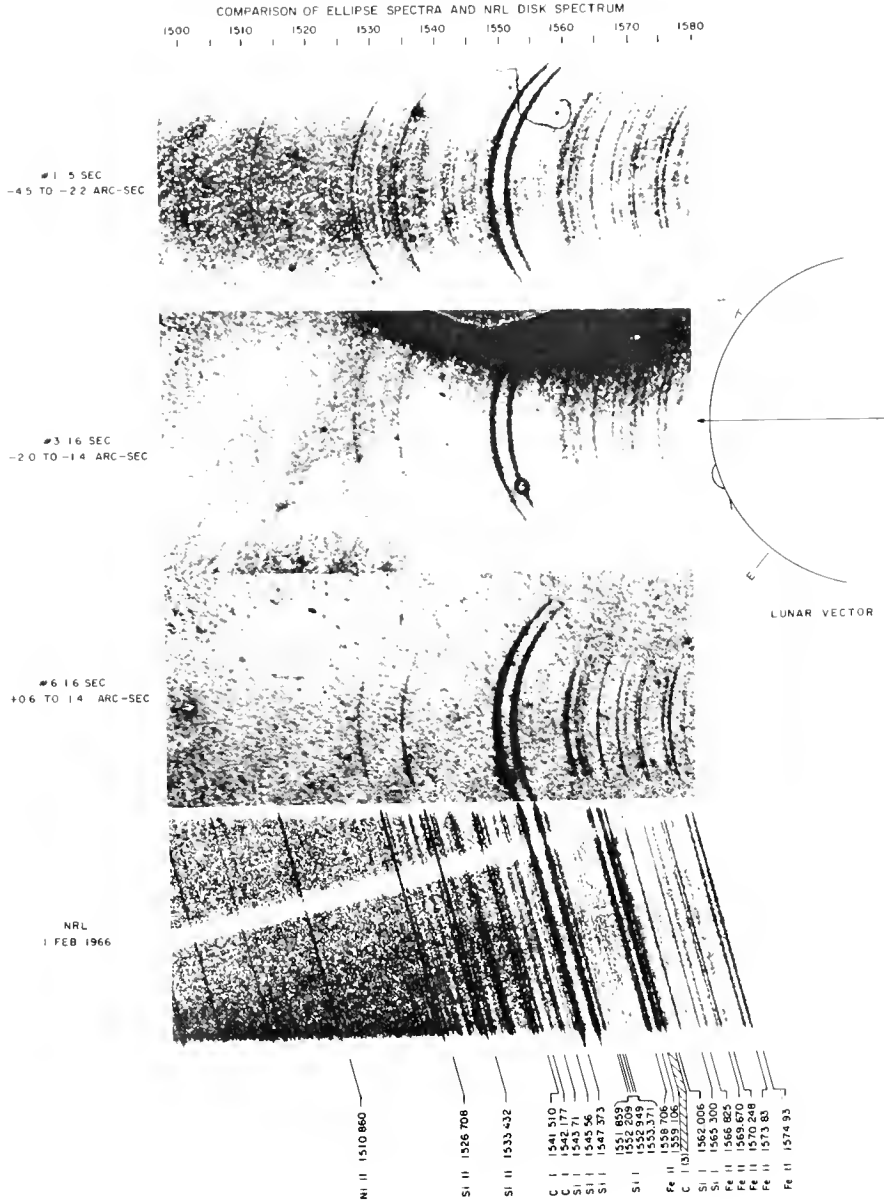 COMPARISON OF ELLIPSE SPECTRA AND NRL DISK SPECTRUM
1500 1510 1520 1530 1540 1550 1560 1570 1580
#1 5 SEC
-4.5 TO -2.2 ARC-SEC
#3 1.6 SEC
-2.0 TO -1.4 ARC-SEC
E
LUNAR VECTOR
#6 1.6 SEC
+0.6 TO 1.4 ARC-SEC
NRL
1 FEB 1966
Ni II 1510.860
Si II 1526.708
Si II 1533.432
C I 1541.510
C I 1542.177
Si I 1543.71
Si I 1545.56
Si I 1547.373
Si I
1551.859
1552.209
1552.949
1553.371
1558.706
Fe II 1559.106
C I (3)
Si I 1562.006
Si I 1565.300
Fe II 1566.825
Fe II 1569.670
Fe II 1570.248
Fe II 1573.83
Fe II 1574.93